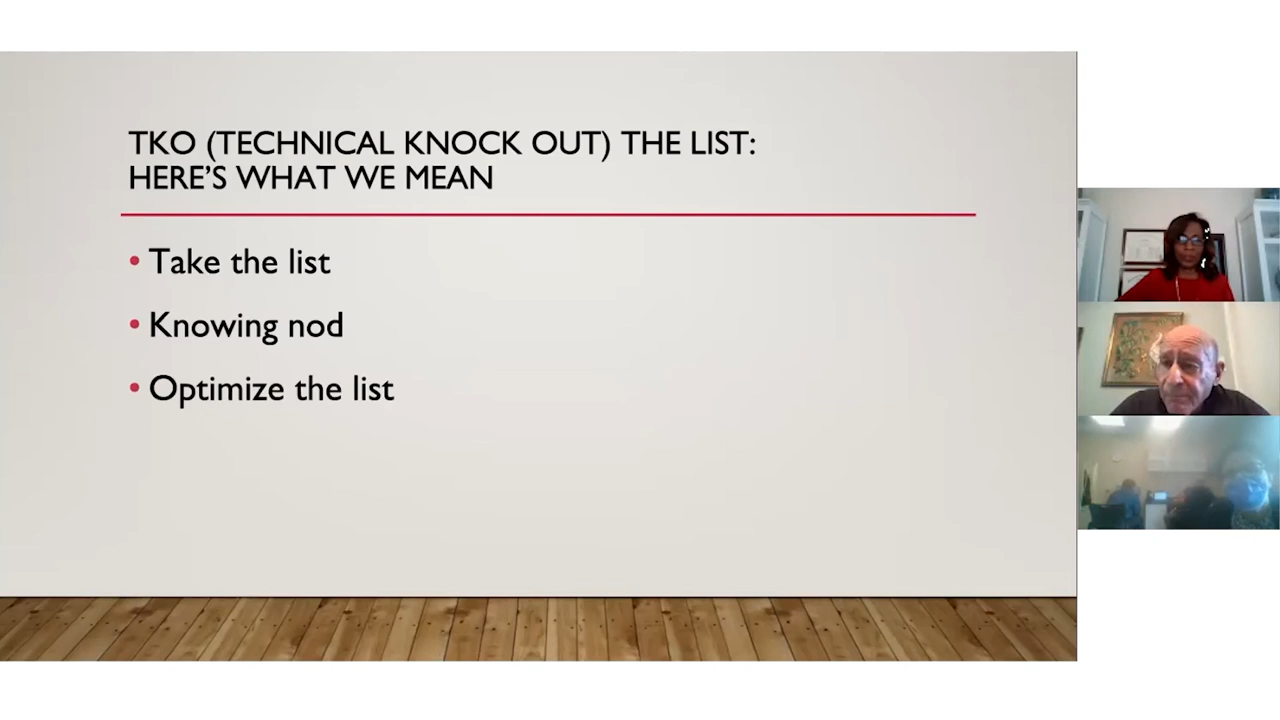 TKO (TECHNICAL KNOCK OUT) THE LIST:
HERE’S WHAT WE MEAN
• Take the list
• Knowing nod
• Optimize the list